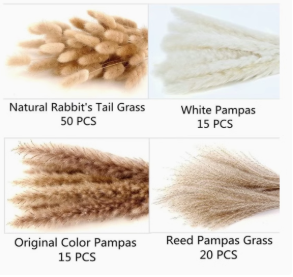 Natural Rabbit's Tail Grass
50 PCS
White Pampas
15 PCS
Original Color Pampas
15 PCS
Reed Pampas Grass
20 PCS